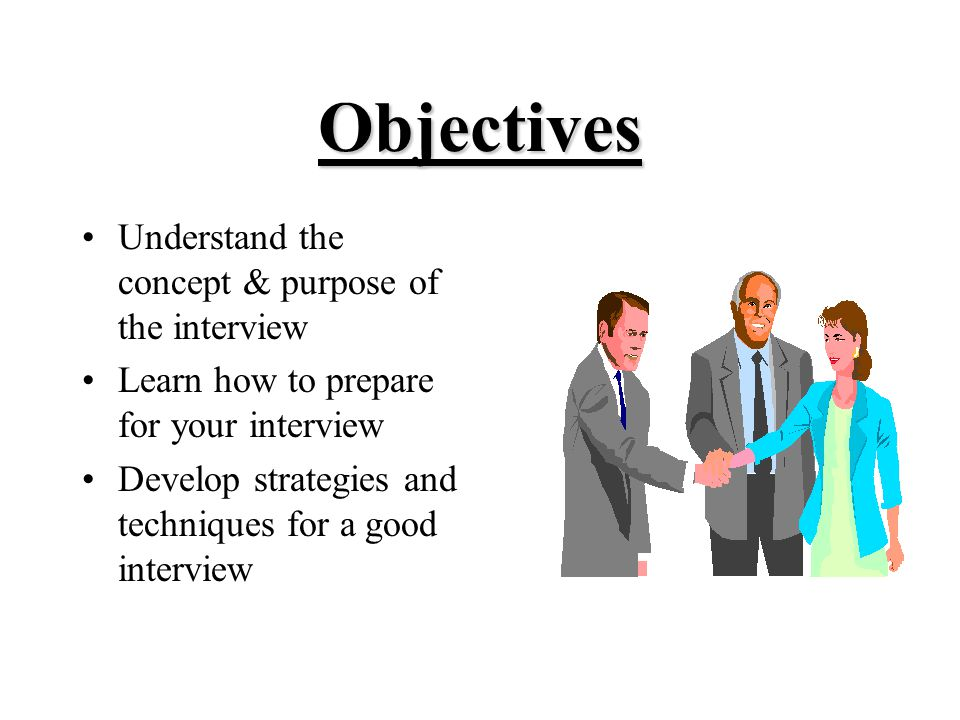 Objectives
• Understand the
concept & purpose of
the interview
• Learn how to prepare
for your interview
• Develop strategies and
techniques for a good
interview